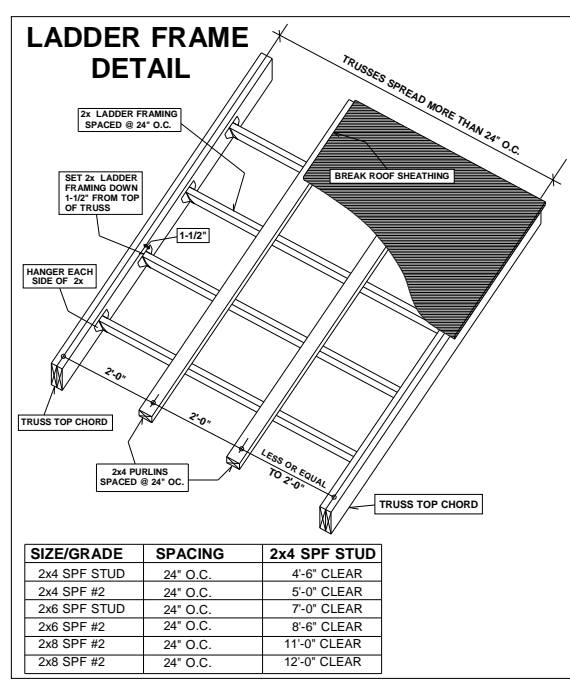 LADDER FRAME
DETAIL
TRUSSES SPREAD MORE THAN 24" O.C.
2x LADDER FRAMING
SPACED @ 24" O.C.
BREAK ROOF SHEATHING
SET 2x LADDER
FRAMING DOWN
1-1/2" FROM TOP
OF TRUSS
1-1/2"
HANGER EACH
SIDE OF 2x
2'-0"
2'-0"
LESS OR EQUAL
TO 2'-0"
TRUSS TOP CHORD
2x4 PURLINS
SPACED @ 24" OC.
TRUSS TOP CHORD
SIZE/GRADE SPACING 2x4 SPF STUD
2x4 SPF STUD 24" O.C. 4'-6" CLEAR
2x4 SPF #2 24" O.C. 5'-0" CLEAR
2x6 SPF STUD 24" O.C. 7'-0" CLEAR
2x6 SPF #2 24" O.C. 8'-6" CLEAR
2x8 SPF #2 24" O.C. 11'-0" CLEAR
2x8 SPF #2 24" O.C. 12'-0" CLEAR